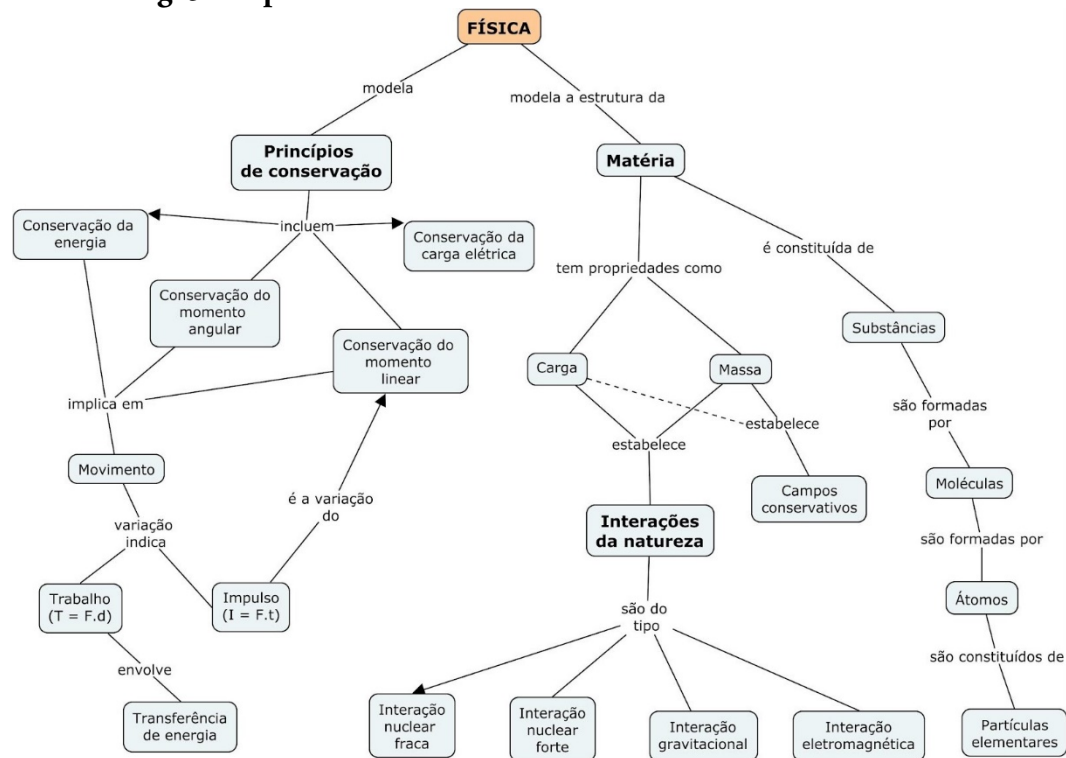 FÍSICA
modela
modela a estrutura da
Princípios
de conservação
Matéria
Conservação da
energia
incluem
Conservação da
carga elétrica
é constituída de
tem propriedades como
Conservação do
momento
angular
Conservação do
momento
linear
Substâncias
Carga
Massa
implica em
são formadas
por
estabelece
estabelece
Movimento
é a variação
do
Campos
conservativos
Moléculas
variação
indica
Interações
da natureza
são formadas por
Trabalho
(T = F.d)
Impulso
(I = F.t)
são do
tipo
Átomos
envolve
são constituídos de
Transferência
de energia
Interação
nuclear
fraca
Interação
nuclear
forte
Interação
gravitacional
Interação
eletromagnética
Partículas
elementares